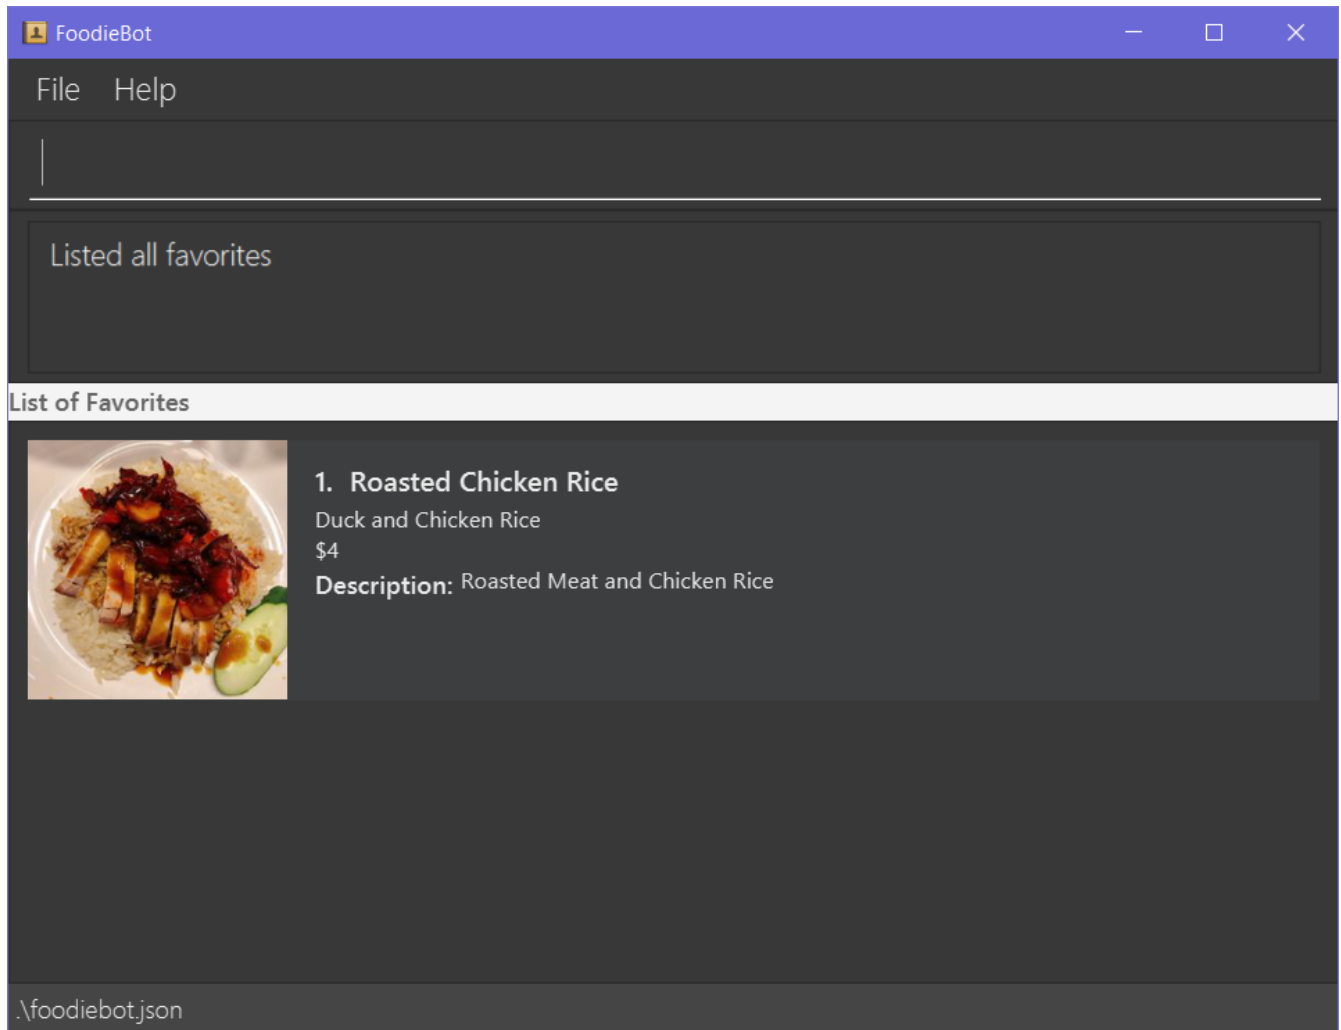 FoodieBot
File Help
Listed all favorites
List of Favorites
1. Roasted Chicken Rice
Duck and Chicken Rice
$4
Description: Roasted Meat and Chicken Rice
.\foodiebot.json